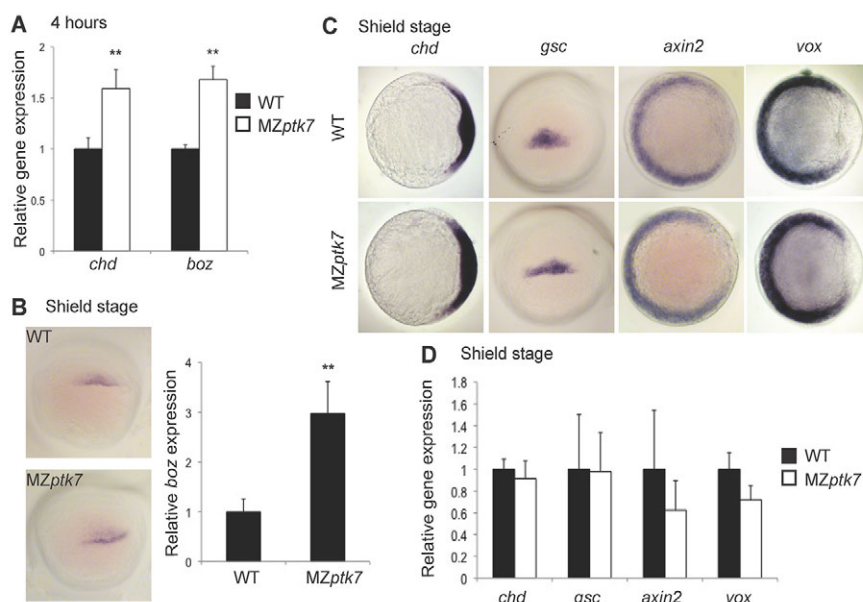 A 4 hours
Relative gene expression
2
1.5
1
0.5
0
**
**
WT
MZptk7
chd boz
B Shield stage
WT
MZptk7
Relative boz expression
4
3
2
1
0
**
WT MZptk7
C Shield stage
chd gsc axin2 vox
WT
MZptk7
D Shield stage
Relative gene expression
1.8
1.6
1.4
1.2
1
0.8
0.6
0.4
0.2
0
WT
MZptk7
chd gsc axin2 vox